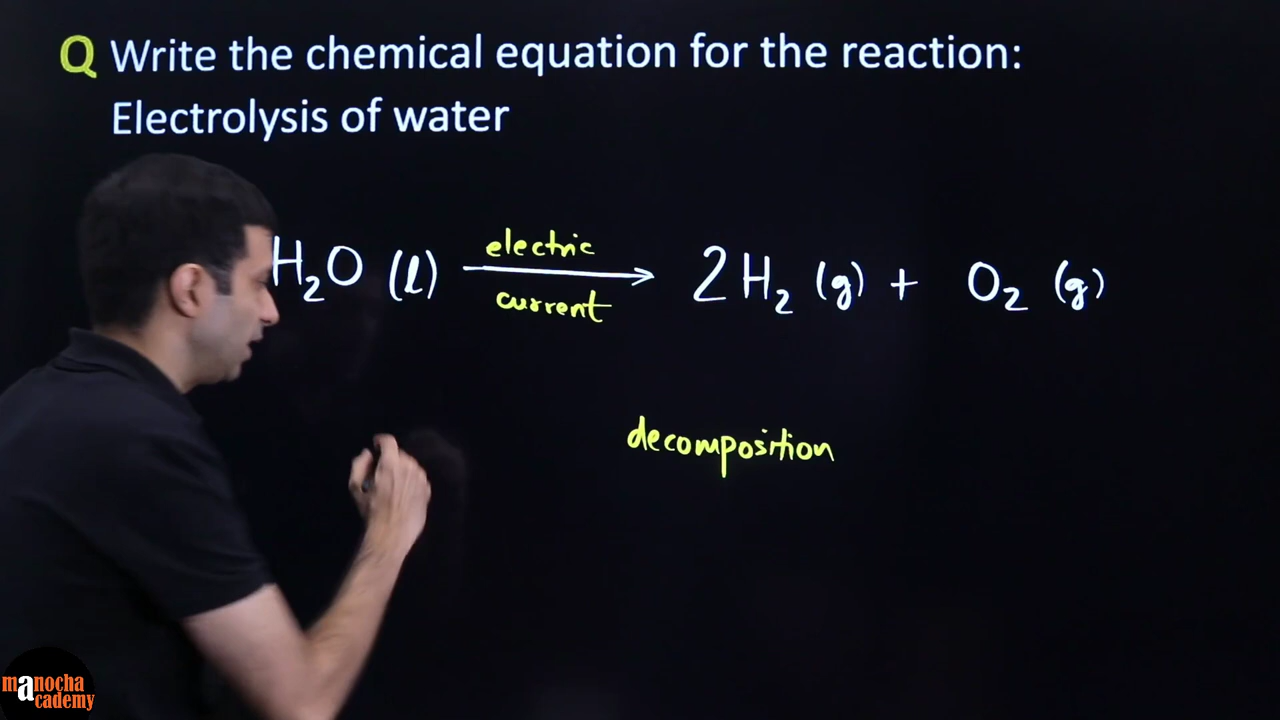 Q Write the chemical equation for the reaction:
Electrolysis of water
H₂O (l) electric current → 2H₂ (g) + O₂ (g)
decomposition
manocha
academy